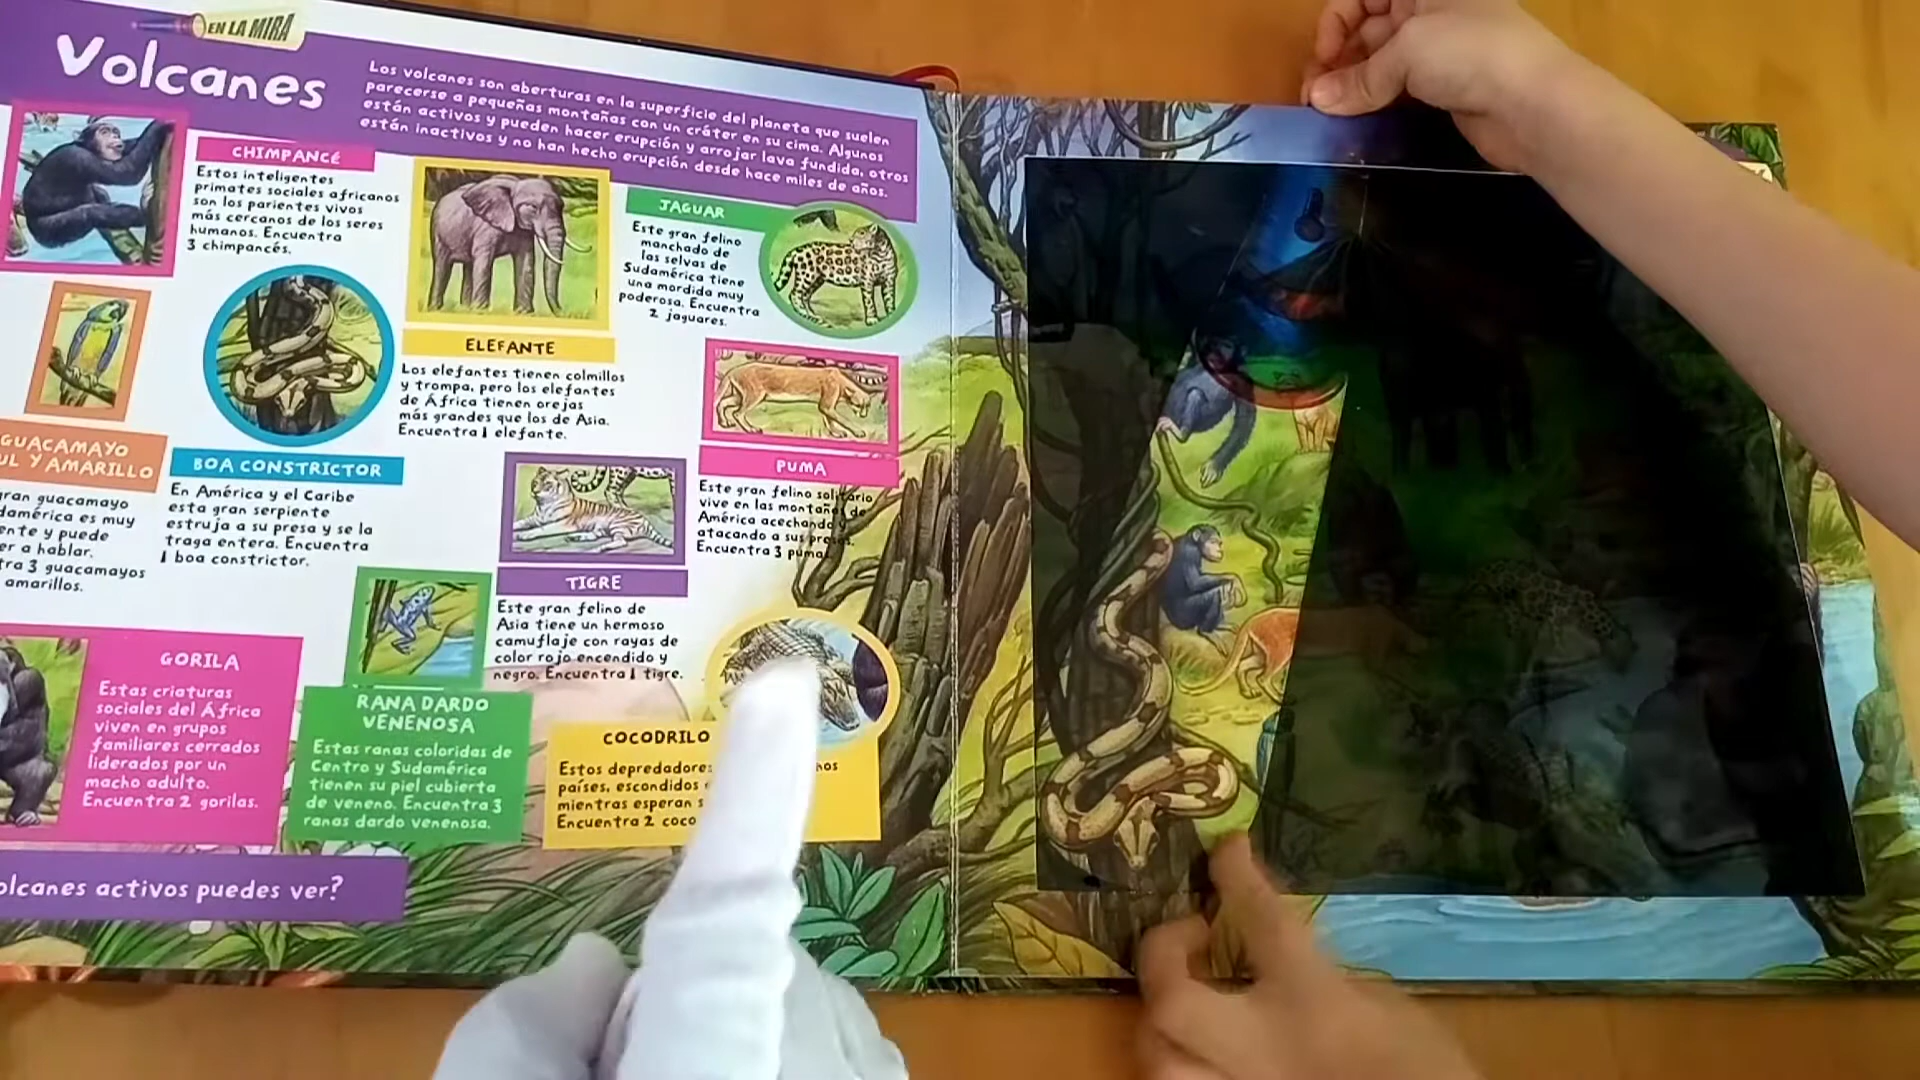 EN LA MIRA
Volcanes
Los volcanes son aberturas en la superficie del planeta que suelen
parecerse a pequeñas montañas con un cráter en su cima. Algunos
están activos y pueden hacer erupción y arrojar lava fundida, otros
están inactivos y no han hecho erupción desde hace miles de años.
CHIMPANCÉ
Estos inteligentes
primates sociales africanos
son los parientes vivos
más cercanos de los seres
humanos. Encuentra
3 chimpancés.
JAGUAR
Este gran felino
manchado de
las selvas de
Sudamérica tiene
una mordida muy
poderosa. Encuentra
2 jaguares.
ELEFANTE
Los elefantes tienen colmillos
y trompa, pero los elefantes
de África tienen orejas
más grandes que los de Asia.
Encuentra 1 elefante.
GUACAMAYO
UL Y AMARILLO
gran guacamayo
damérica es muy
ente y puede
er a hablar.
tra 3 guacamayos
amarillos.
BOA CONSTRICTOR
En América y el Caribe
esta gran serpiente
estruja a su presa y se la
traga entera. Encuentra
1 boa constrictor.
PUMA
Este gran felino solitario
vive en las montañas de
América acechando y
atacando a sus presas.
Encuentra 3 pumas.
TIGRE
Este gran felino de
Asia tiene un hermoso
camuflaje con rayas de
color rojo encendido y
negro. Encuentra 1 tigre.
GORILA
Estas criaturas
sociales del África
viven en grupos
familiares cerrados
liderados por un
macho adulto.
Encuentra 2 gorilas.
RANA DARDO
VENENOSA
Estas ranas coloridas de
Centro y Sudamérica
tienen su piel cubierta
de veneno. Encuentra 3
ranas dardo venenosa.
COCODRILO
Estos depredadore nos
países, escondidos
mientras esperan s
Encuentra 2 coco
olcanes activos puedes ver?